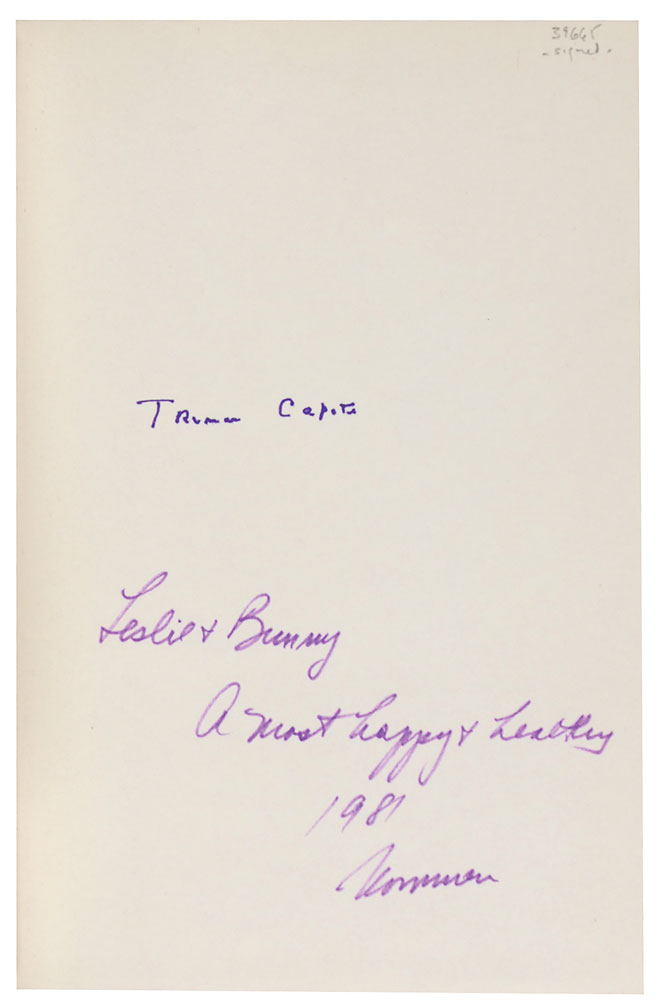 39665
- signed -
Truman Capote
Leslie & Bunny
A most happy & healthy
1981
Norman